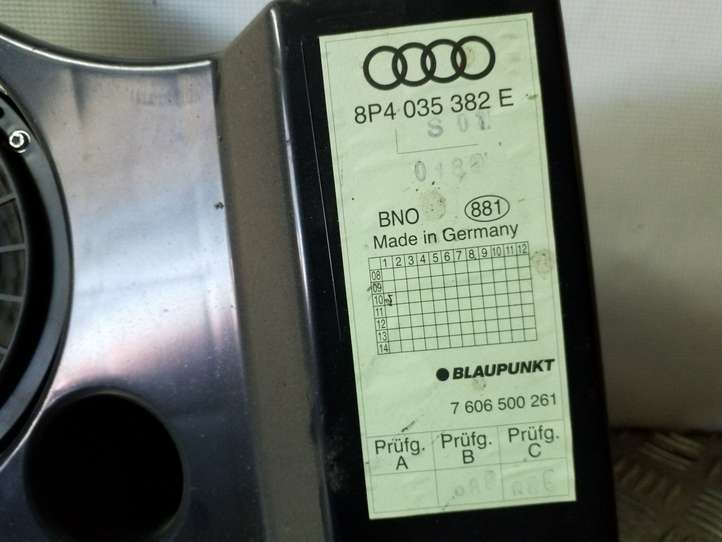 8P4 035 382 E
S 01
BNO 881
Made in Germany
1 2 3 4 5 6 7 8 9 10 11 12
08
09
10
11
12
13
14
BLAUPUNKT
7 606 500 261
Prüfg. A Prüfg. B Prüfg. C